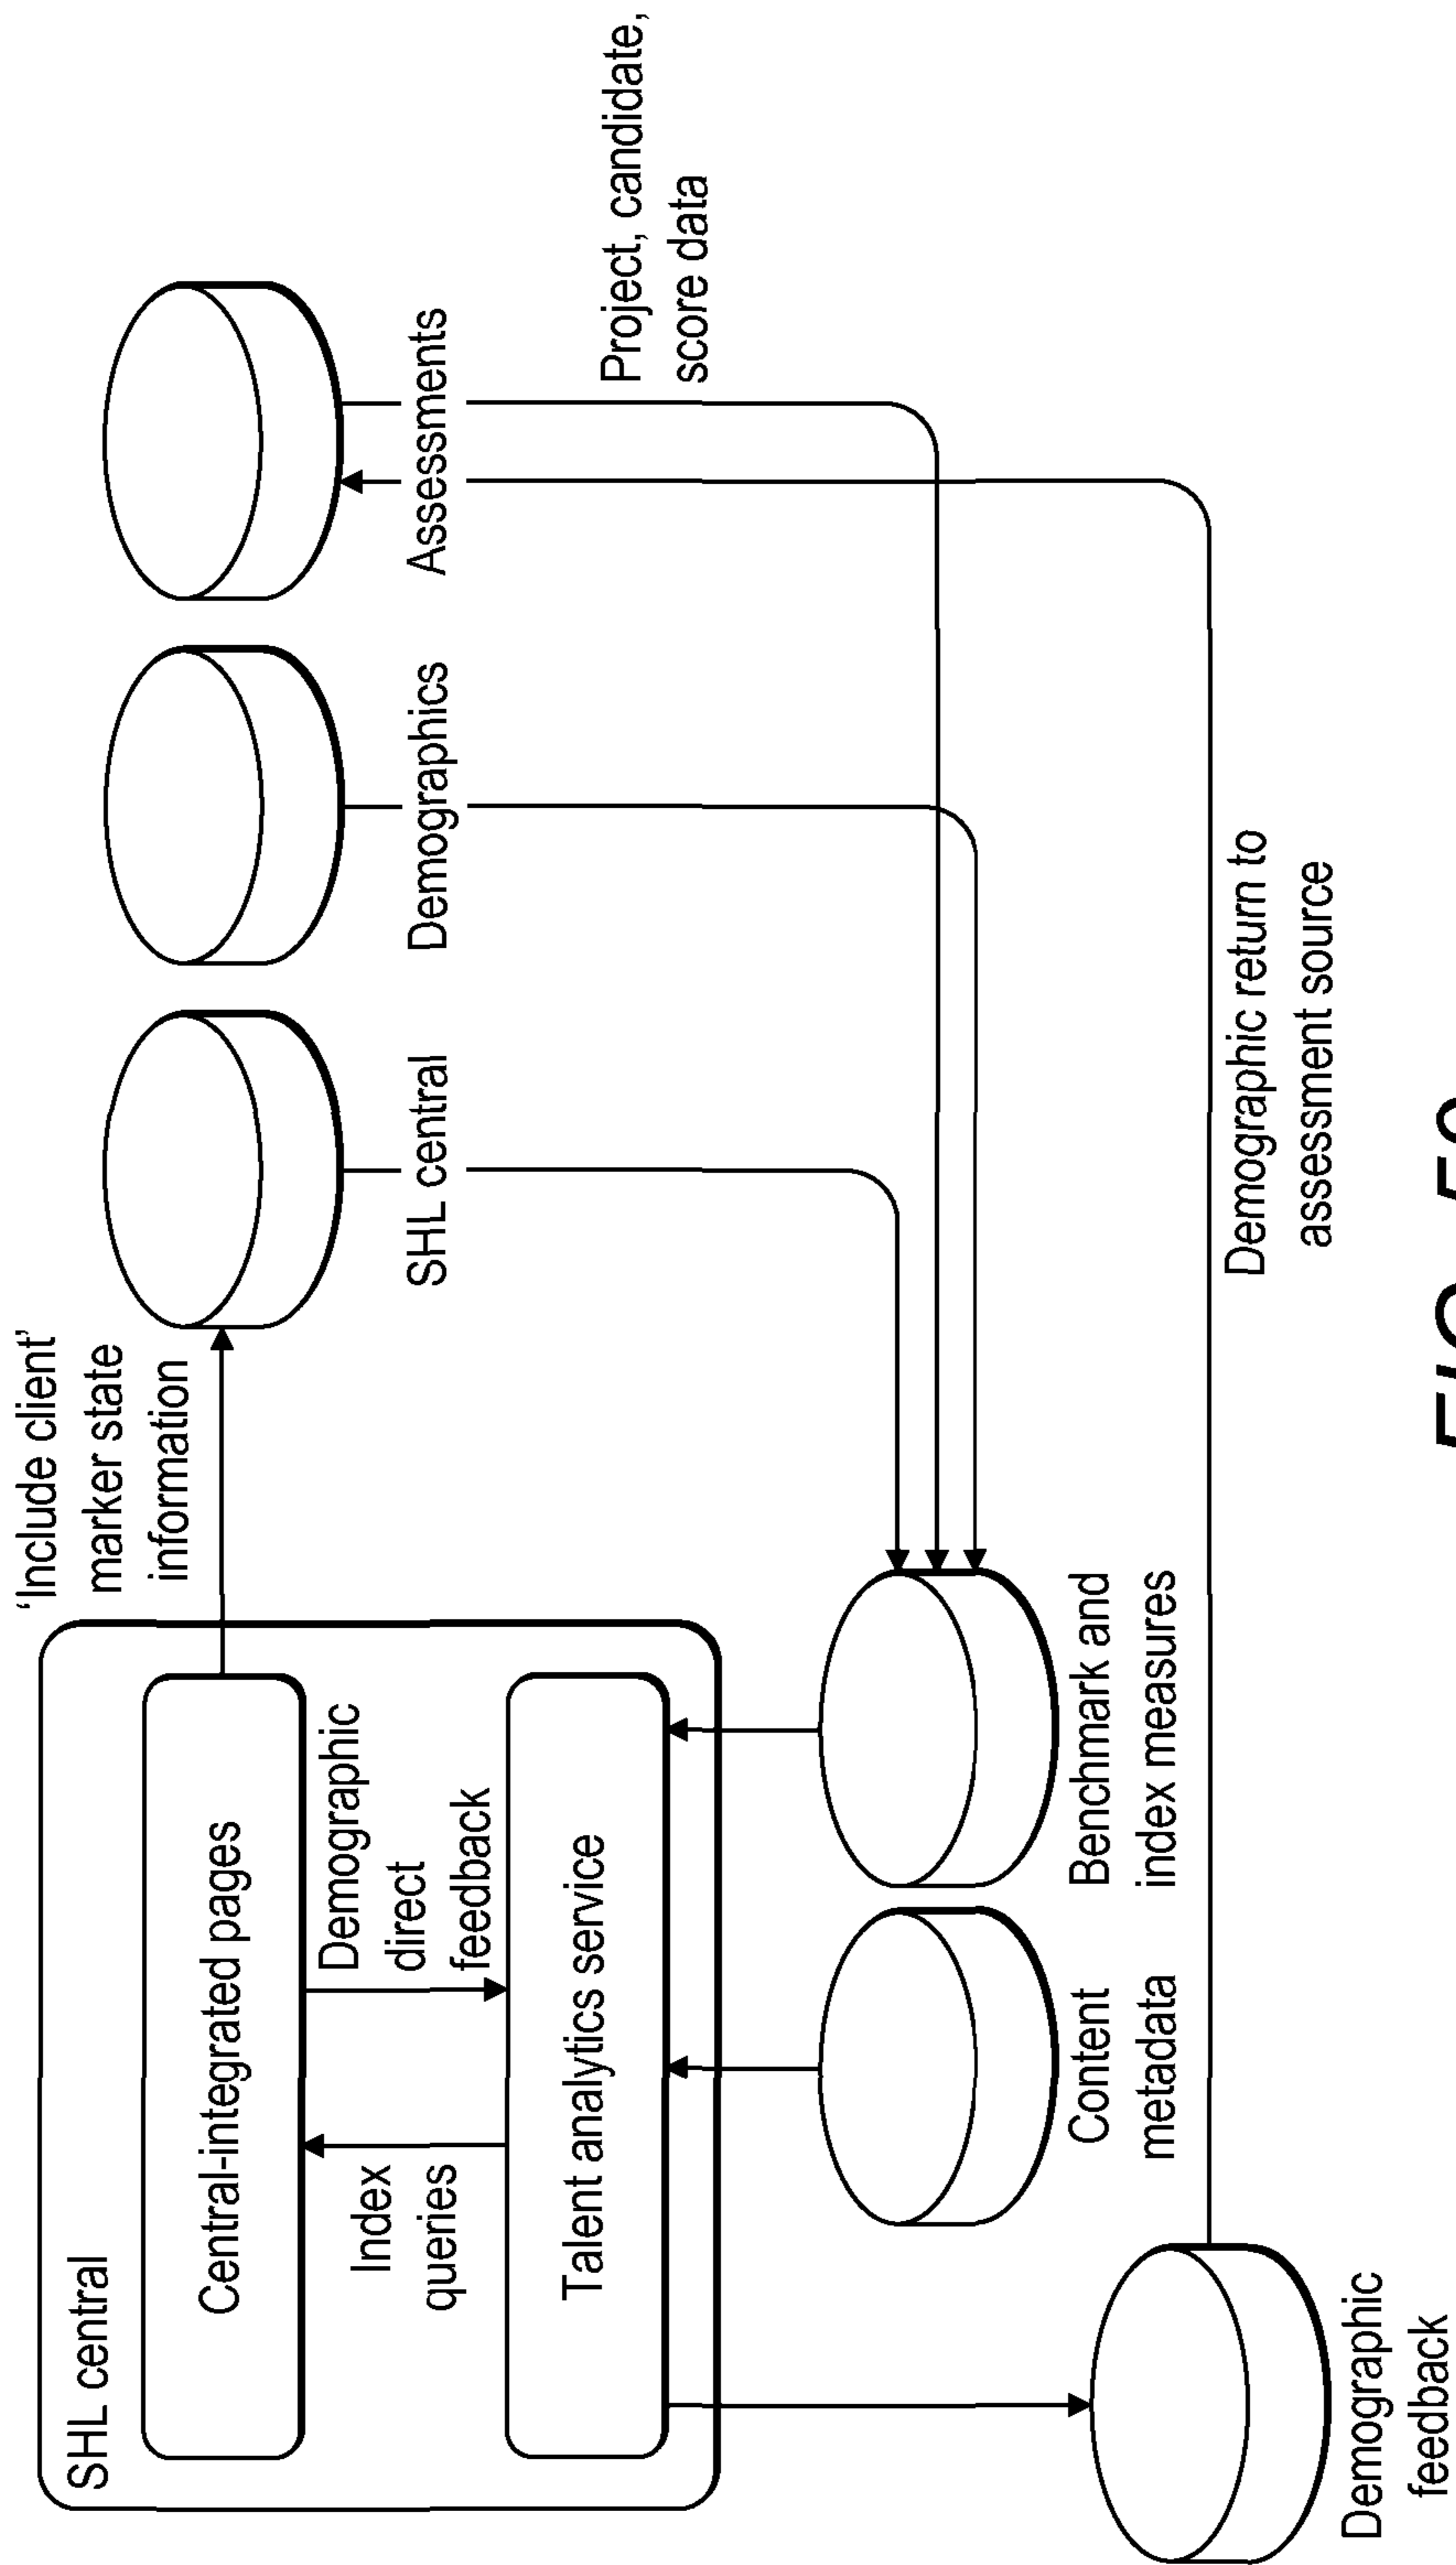 SHL central
Central-integrated pages
Index
queries
Demographic
direct
feedback
Talent analytics service
'Include client'
marker state
information
SHL central
Demographics
Assessments
Project, candidate,
score data
Content
metadata
Benchmark and
index measures
Demographic return to
assessment source
Demographic
feedback